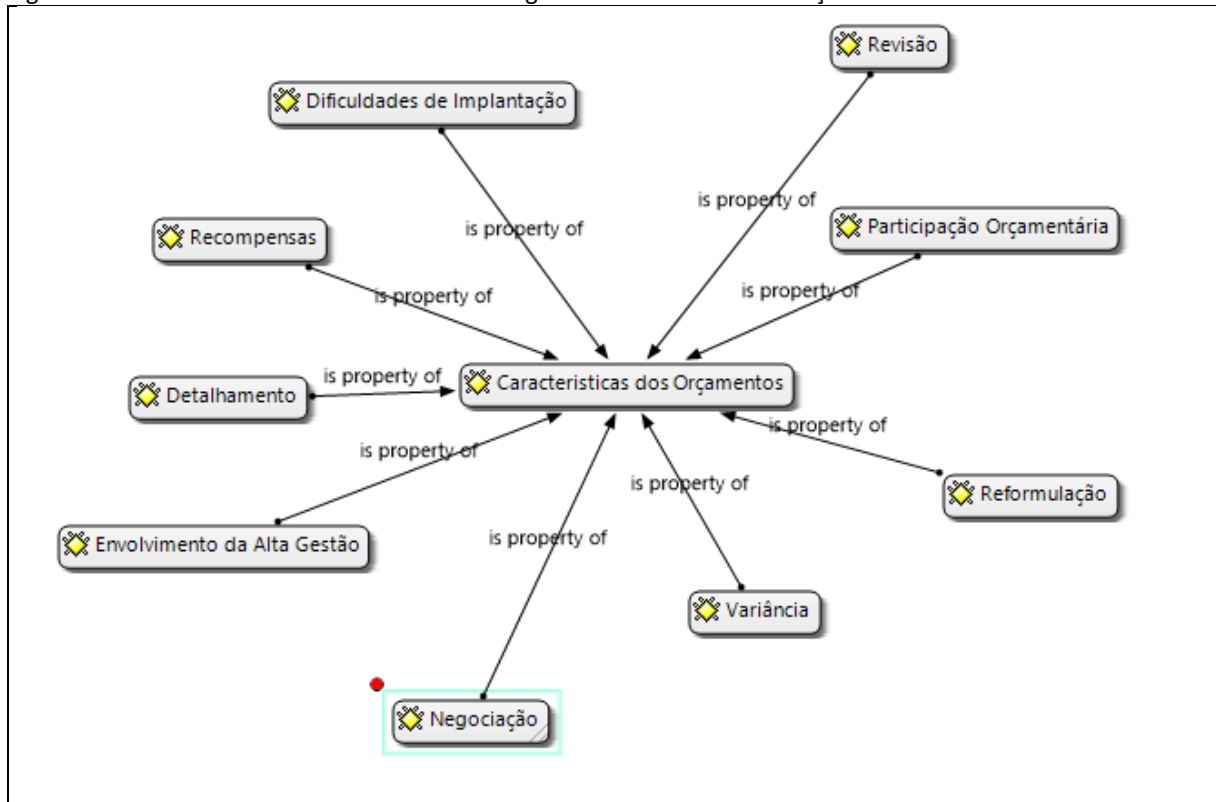 Revisão
Dificuldades de Implantação
is property of
Participação Orçamentária
is property of
Recompensas
is property of
is property of
is property of
Caracteristicas dos Orçamentos
Detalhamento
is property of
is property of
is property of
Reformulação
is property of
Envolvimento da Alta Gestão
Variância
Negociação